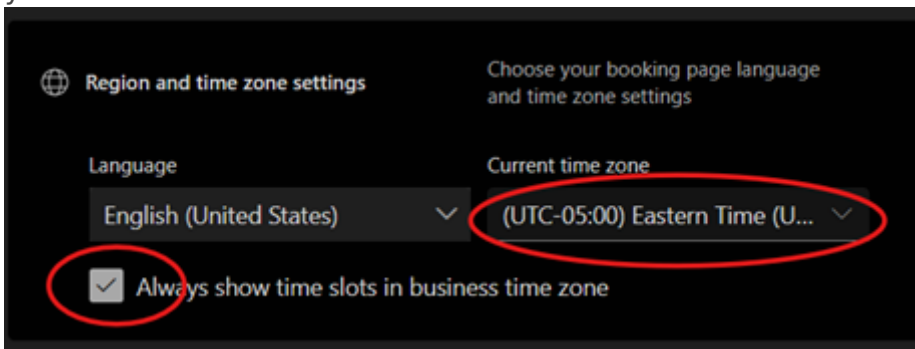 Region and time zone settings
Choose your booking page language
and time zone settings
Language
Current time zone
English (United States)
(UTC-05:00) Eastern Time (U...
Always show time slots in business time zone